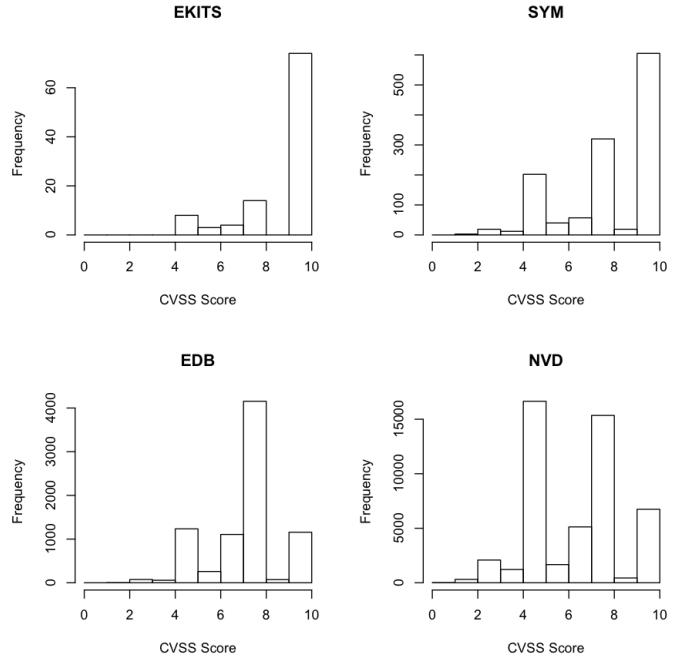 EKITS
Frequency
0 20 40 60
0 2 4 6 8 10
CVSS Score
SYM
Frequency
0 100 300 500
0 2 4 6 8 10
CVSS Score
EDB
Frequency
0 1000 2000 3000 4000
0 2 4 6 8 10
CVSS Score
NVD
Frequency
0 5000 10000 15000
0 2 4 6 8 10
CVSS Score